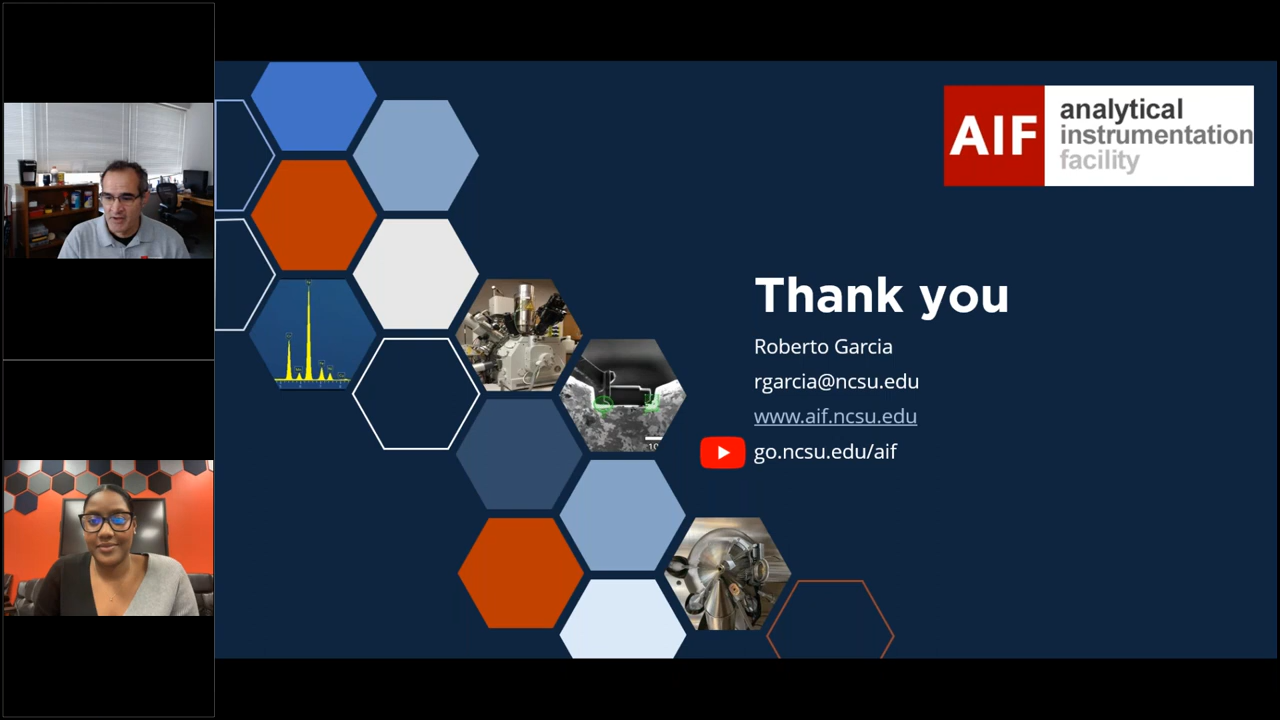 AIF
analytical
instrumentation
facility
Thank you
Roberto Garcia
rgarcia@ncsu.edu
www.aif.ncsu.edu
go.ncsu.edu/aif